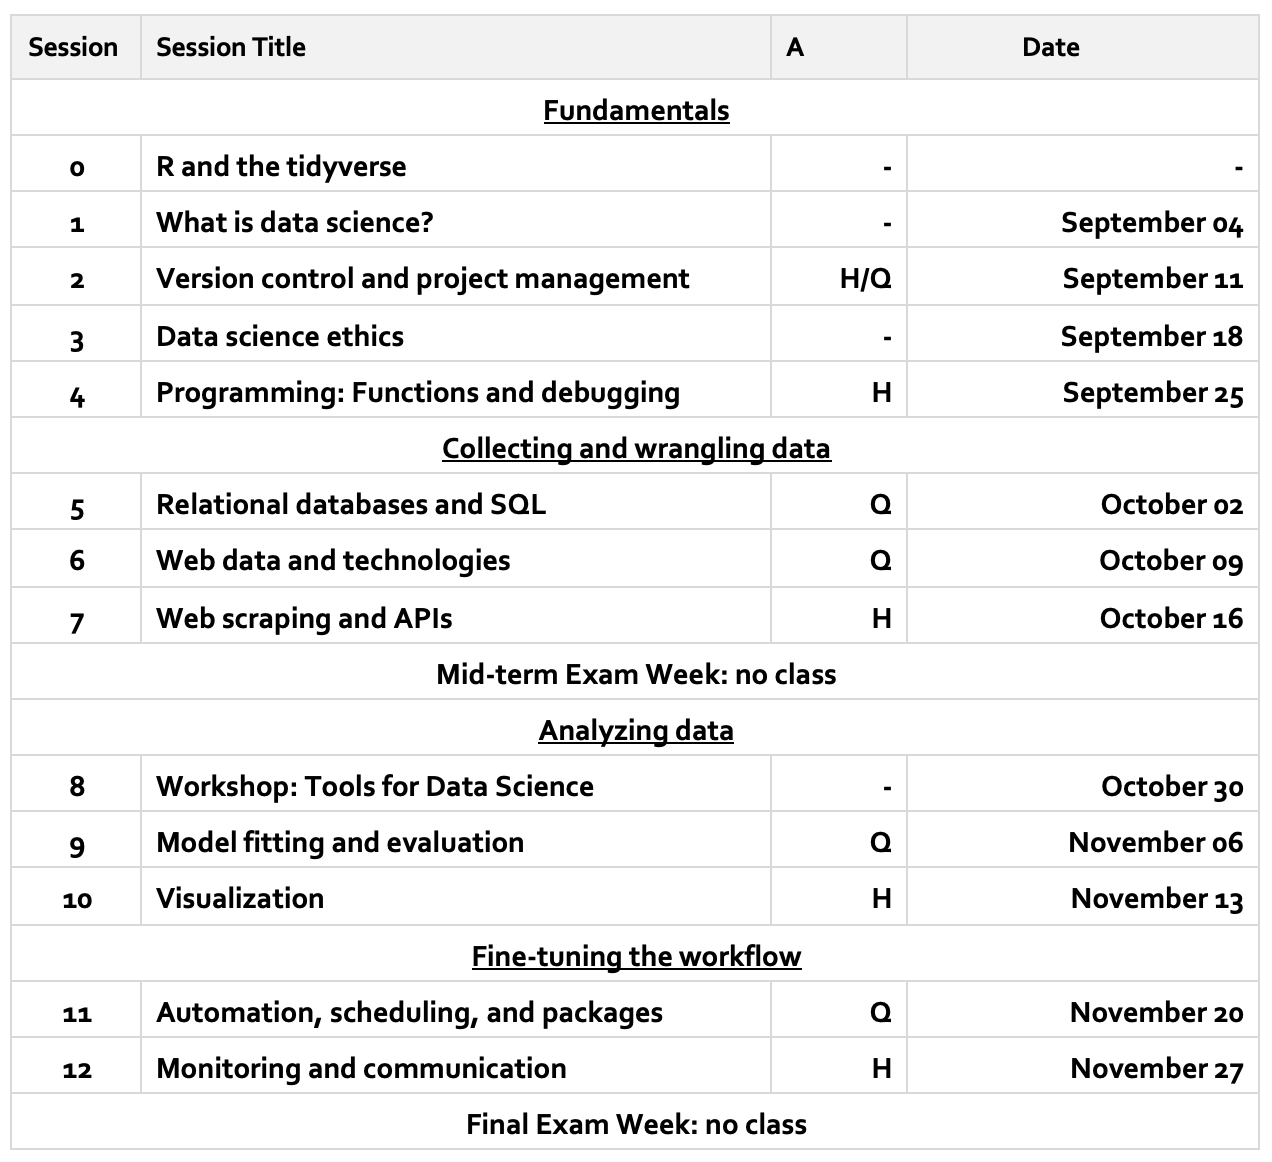 Session Session Title A Date
Fundamentals
0 R and the tidyverse - -
1 What is data science? - September 04
2 Version control and project management H/Q September 11
3 Data science ethics - September 18
4 Programming: Functions and debugging H September 25
Collecting and wrangling data
5 Relational databases and SQL Q October 02
6 Web data and technologies Q October 09
7 Web scraping and APIs H October 16
Mid-term Exam Week: no class
Analyzing data
8 Workshop: Tools for Data Science - October 30
9 Model fitting and evaluation Q November 06
10 Visualization H November 13
Fine-tuning the workflow
11 Automation, scheduling, and packages Q November 20
12 Monitoring and communication H November 27
Final Exam Week: no class